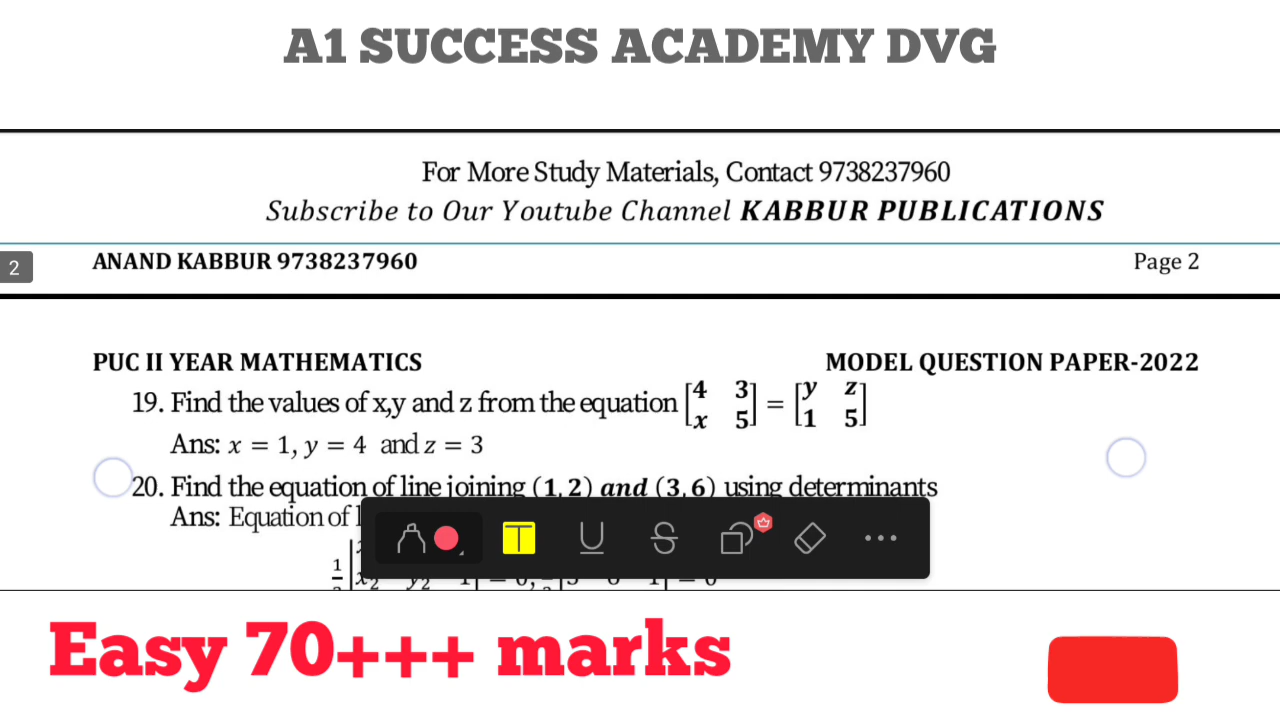 A1 SUCCESS ACADEMY DVG
For More Study Materials, Contact 9738237960
Subscribe to Our Youtube Channel KABBUR PUBLICATIONS
2
ANAND KABBUR 9738237960
Page 2
PUC II YEAR MATHEMATICS
MODEL QUESTION PAPER-2022
19. Find the values of x,y and z from the equation [4 3 x 5] = [y z 1 5]
Ans: x = 1, y = 4 and z = 3
20. Find the equation of line joining (1, 2) and (3, 6) using determinants
Ans: Equation of
T U S
Easy 70+++ marks